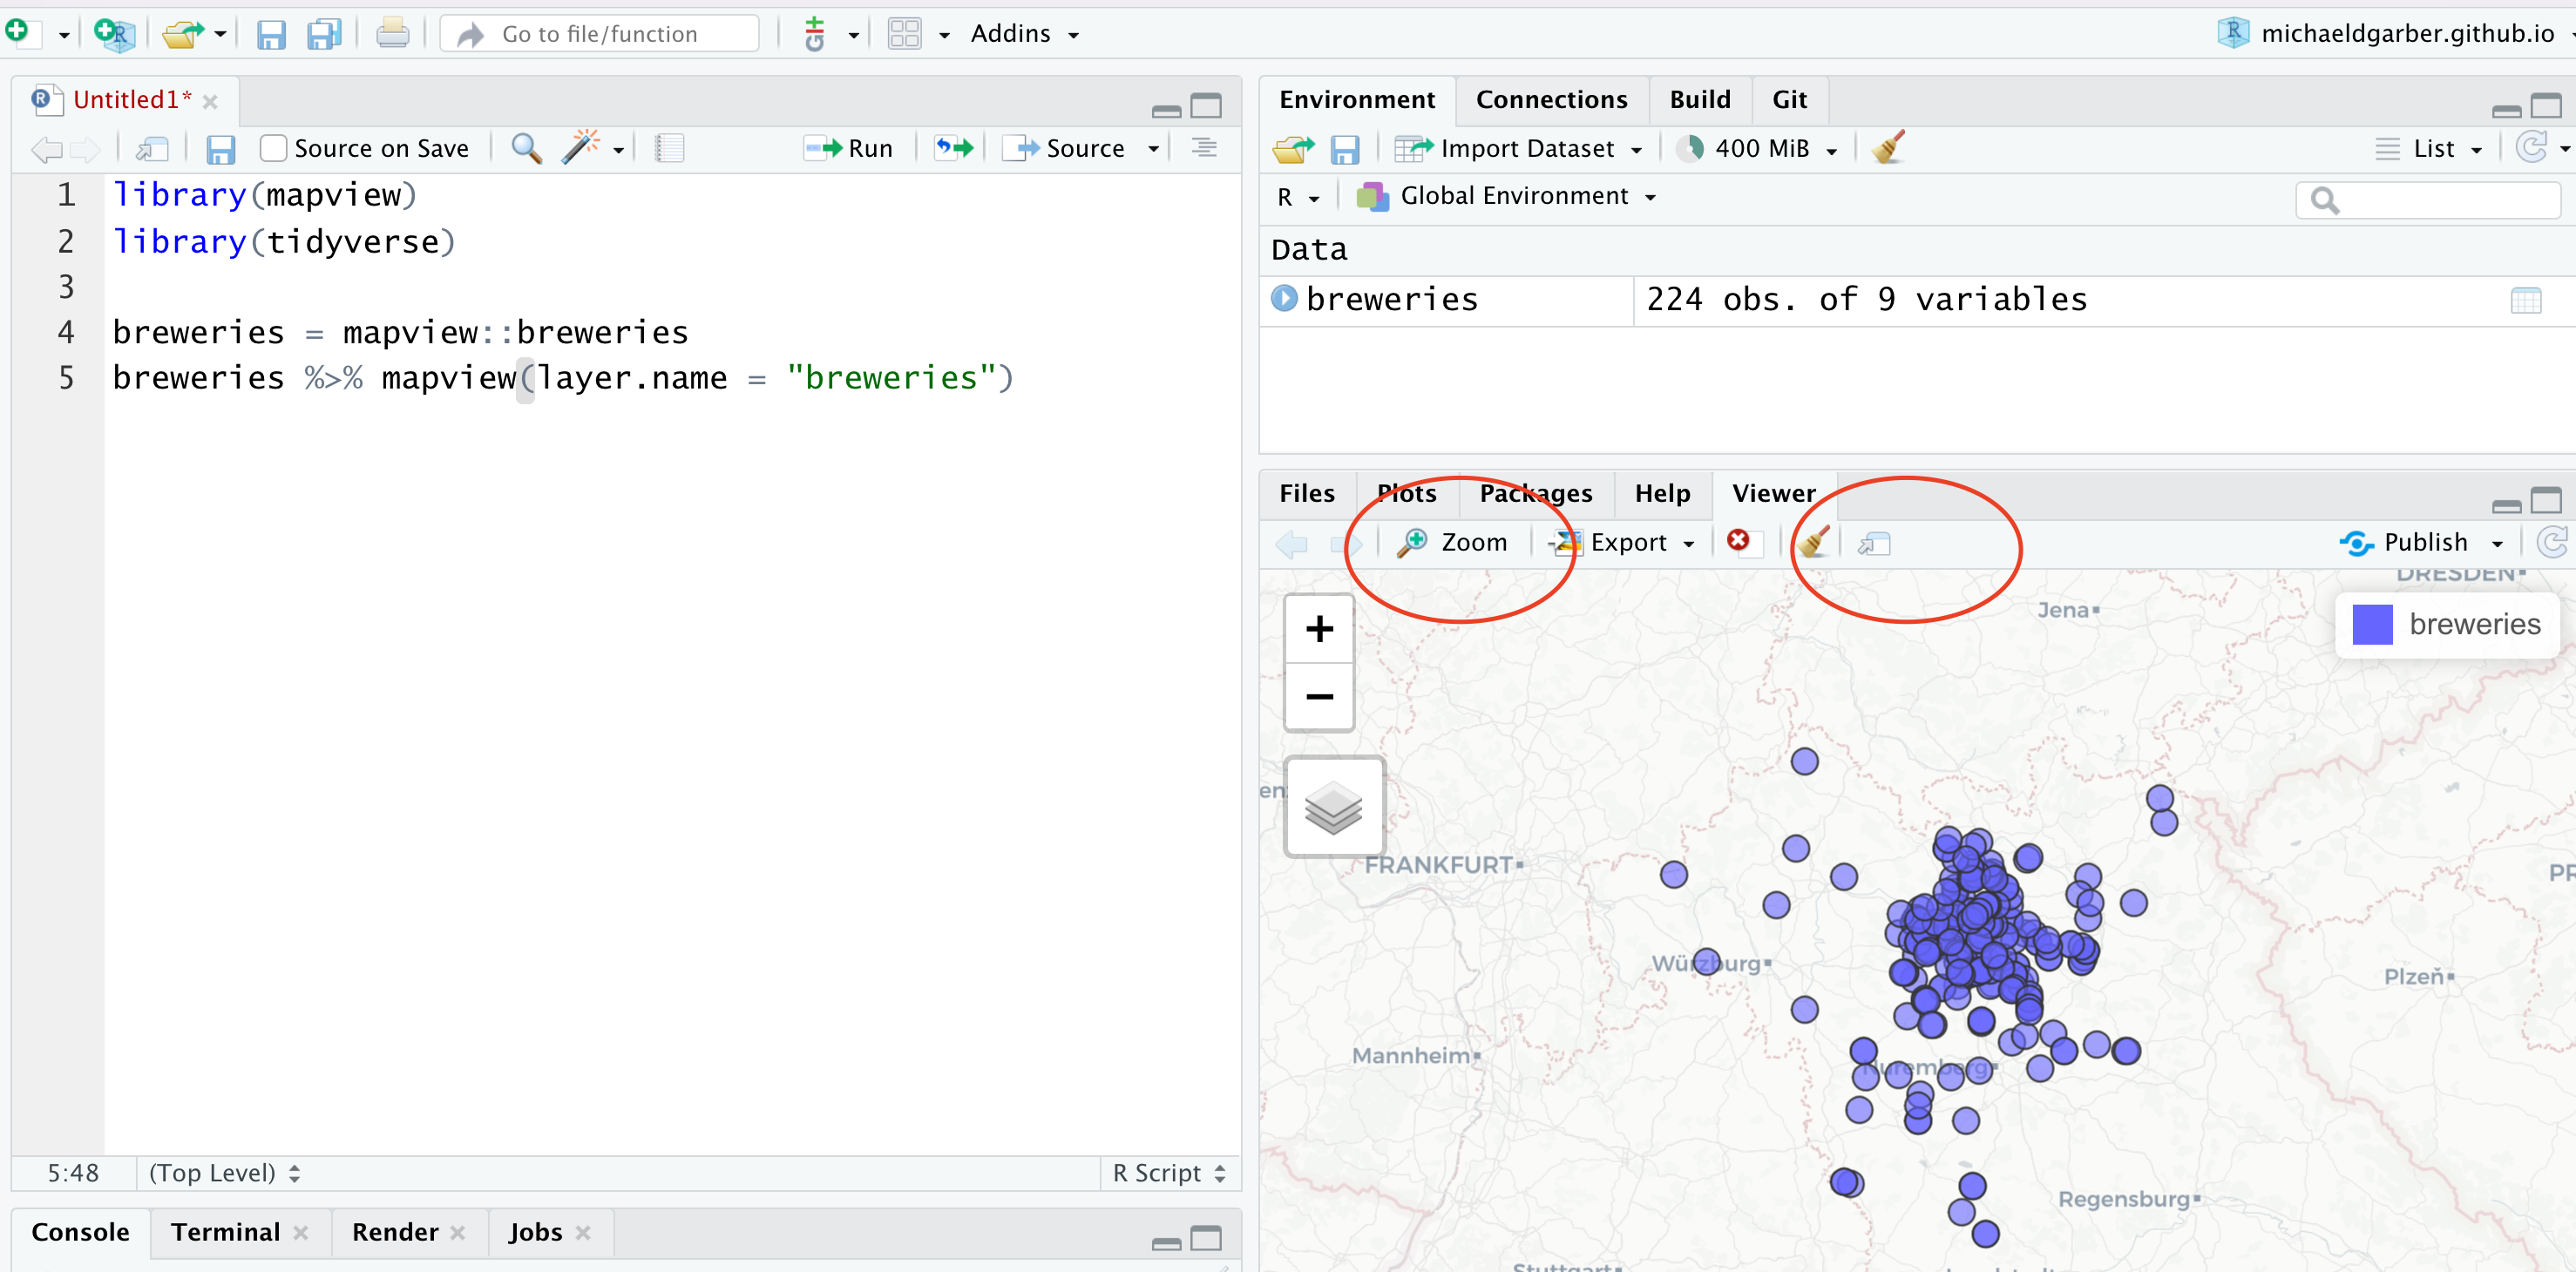 Go to file/function
Addins
michaeldgarber.github.io
Untitled1*
Source on Save
Run
Source
1 library(mapview)
2 library(tidyverse)
3
4 breweries = mapview::breweries
5 breweries %>% mapview(layer.name = "breweries")
5:48 (Top Level) R Script
Console Terminal Render Jobs
Environment Connections Build Git
Import Dataset 400 MiB List
R Global Environment
Data
breweries 224 obs. of 9 variables
Files Plots Packages Help Viewer
Zoom Export Publish
+
−
DRESDEN
Jena
breweries
FRANKFURT
Würzburg
Plzeň
Mannheim
Nuremberg
Regensburg
Stuttgart